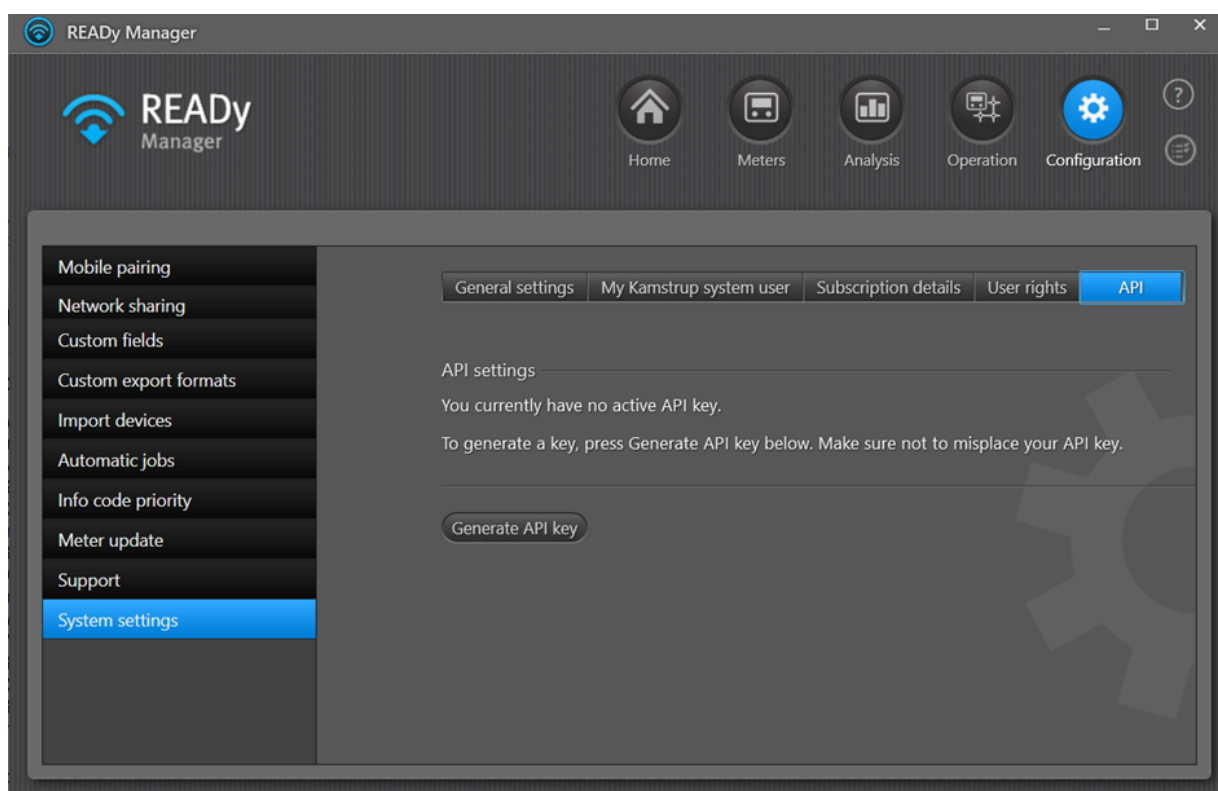 READy Manager
READy
Manager
Home
Meters
Analysis
Operation
Configuration
?
Mobile pairing
Network sharing
Custom fields
Custom export formats
Import devices
Automatic jobs
Info code priority
Meter update
Support
System settings
General settings
My Kamstrup system user
Subscription details
User rights
API
API settings
You currently have no active API key.
To generate a key, press Generate API key below. Make sure not to misplace your API key.
Generate API key